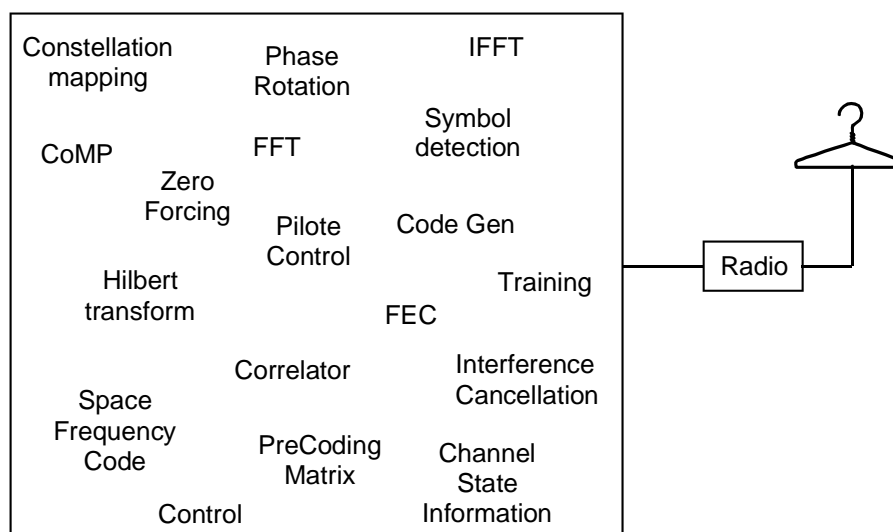 Constellation
mapping
Phase
Rotation
IFFT
CoMP
FFT
Symbol
detection
Zero
Forcing
Pilote
Control
Code Gen
Hilbert
transform
Training
FEC
Radio
Correlator
Interference
Cancellation
Space
Frequency
Code
PreCoding
Matrix
Channel
State
Information
Control